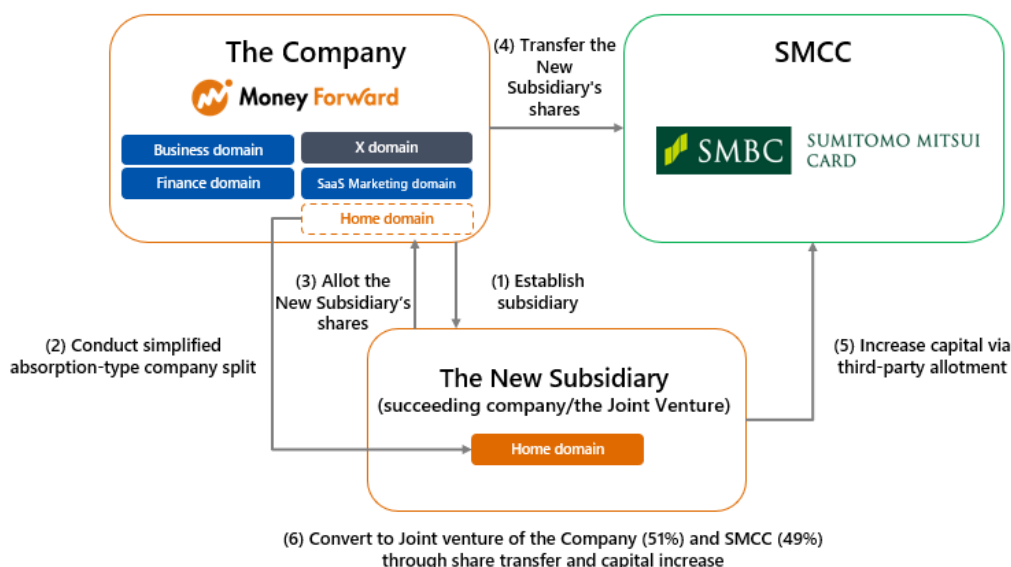 The Company
Money Forward
Business domain
X domain
Finance domain
SaaS Marketing domain
Home domain
(4) Transfer the
New
Subsidiary's
shares
SMCC
SMBC
SUMITOMO MITSUI
CARD
(3) Allot the
New Subsidiary's
shares
(1) Establish
subsidiary
(2) Conduct simplified
absorption-type company split
(5) Increase capital via
third-party allotment
The New Subsidiary
(succeeding company/the Joint Venture)
Home domain
(6) Convert to Joint venture of the Company (51%) and SMCC (49%)
through share transfer and capital increase